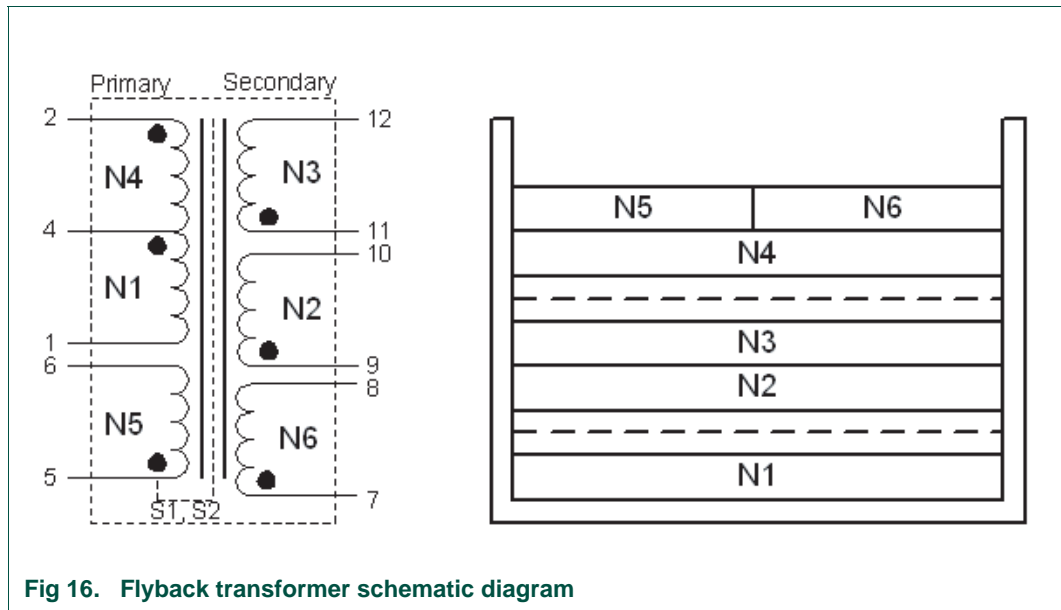 Primary Secondary
2 12
N4 N3
4 11
10
N1 N2
1 9
6 8
N5 N6
5 7
S1, S2
N5 N6
N4
N3
N2
N1
Fig 16. Flyback transformer schematic diagram